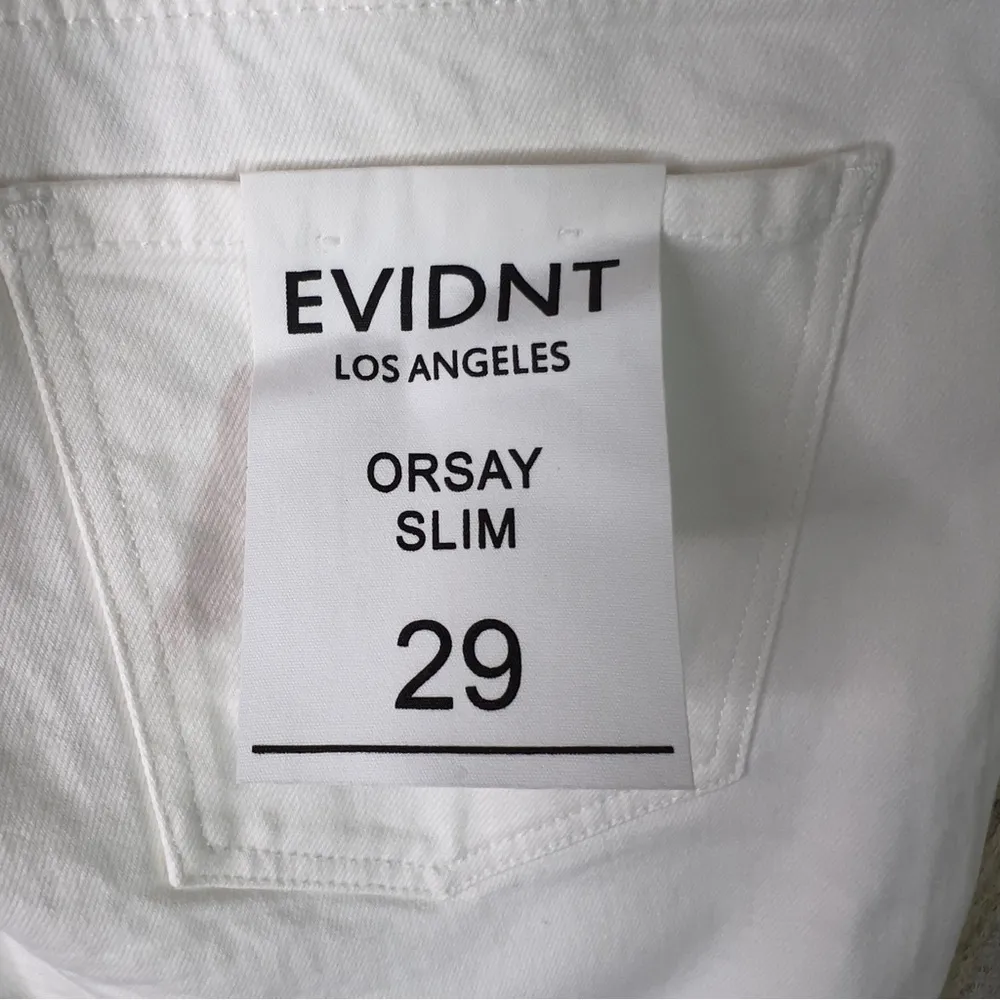 EVIDNT
LOS ANGELES
ORSAY
SLIM
29